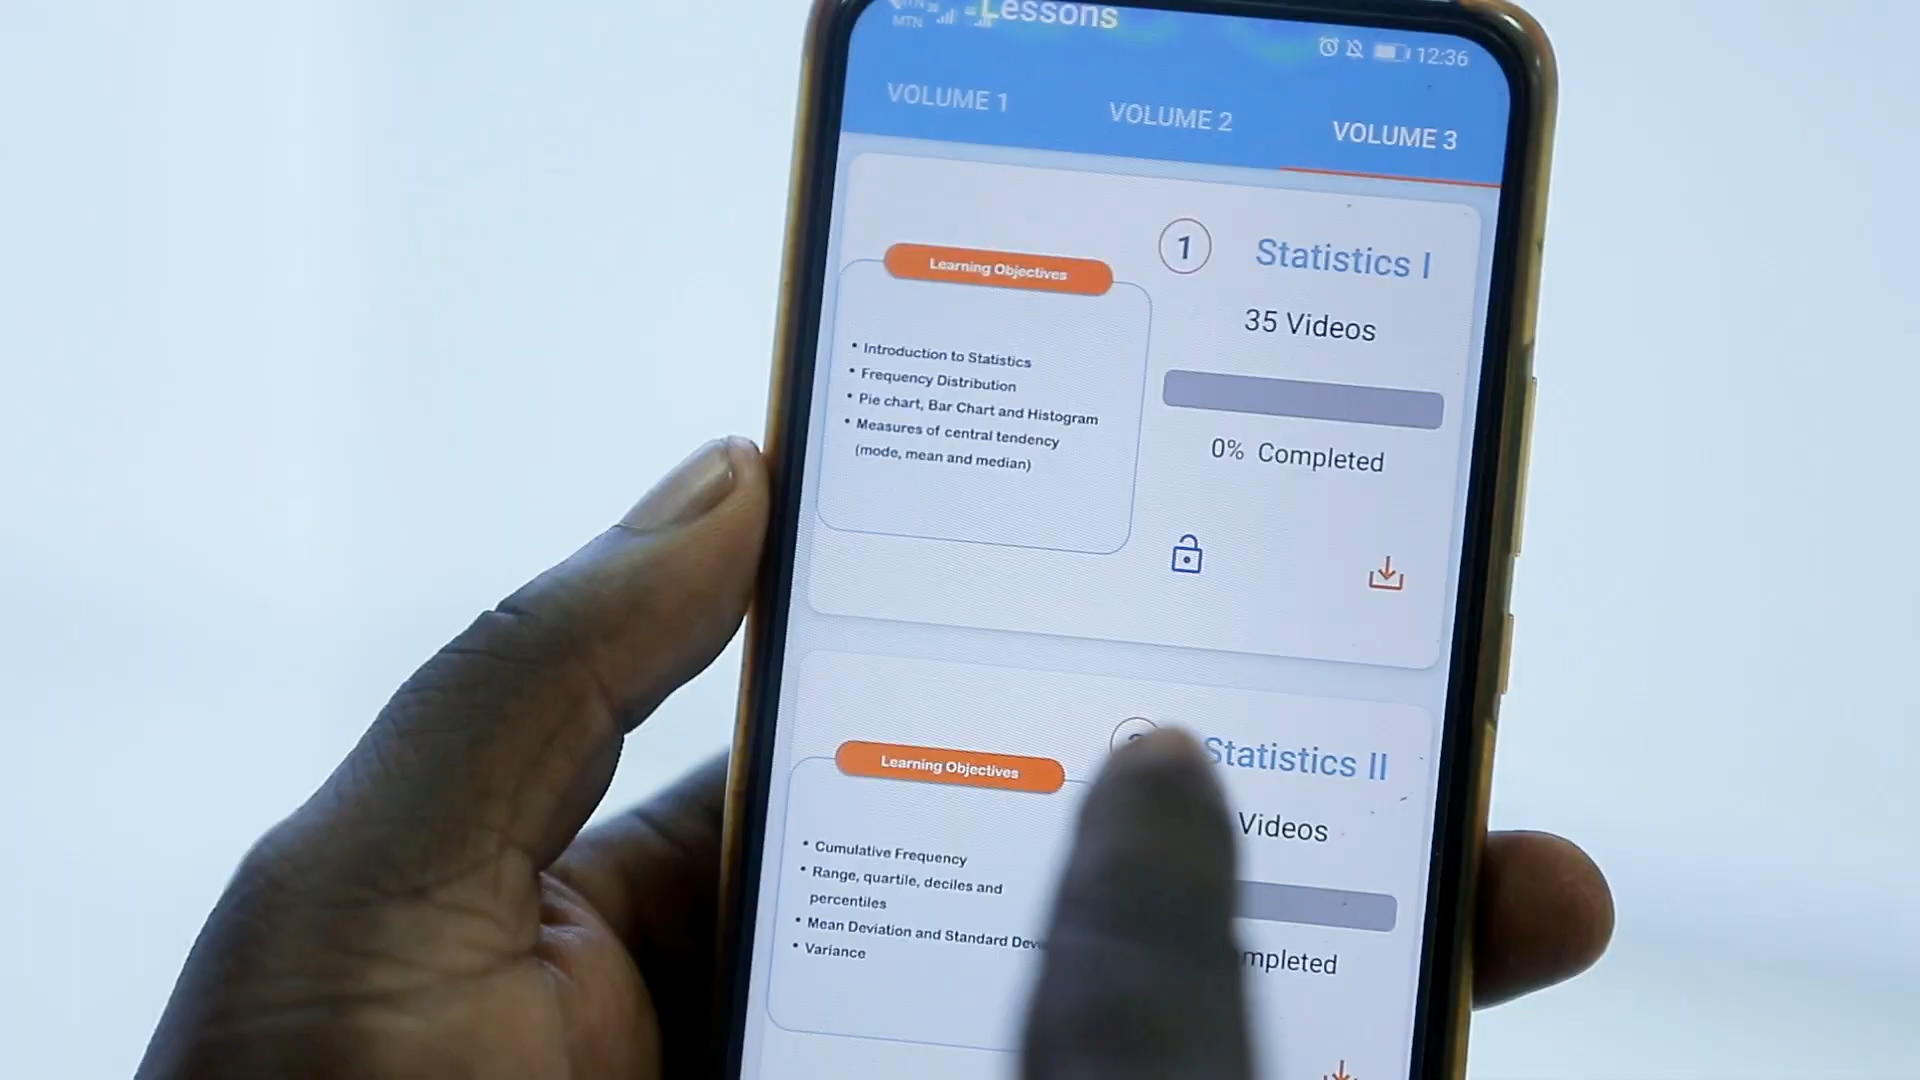 MTN
MTN
Lessons
12:36
VOLUME 1
VOLUME 2
VOLUME 3
1
Statistics I
Learning Objectives
35 Videos
• Introduction to Statistics
• Frequency Distribution
• Pie chart, Bar Chart and Histogram
• Measures of central tendency
(mode, mean and median)
0% Completed
Statistics II
Learning Objectives
Videos
• Cumulative Frequency
• Range, quartile, deciles and
percentiles
• Mean Deviation and Standard
• Variance